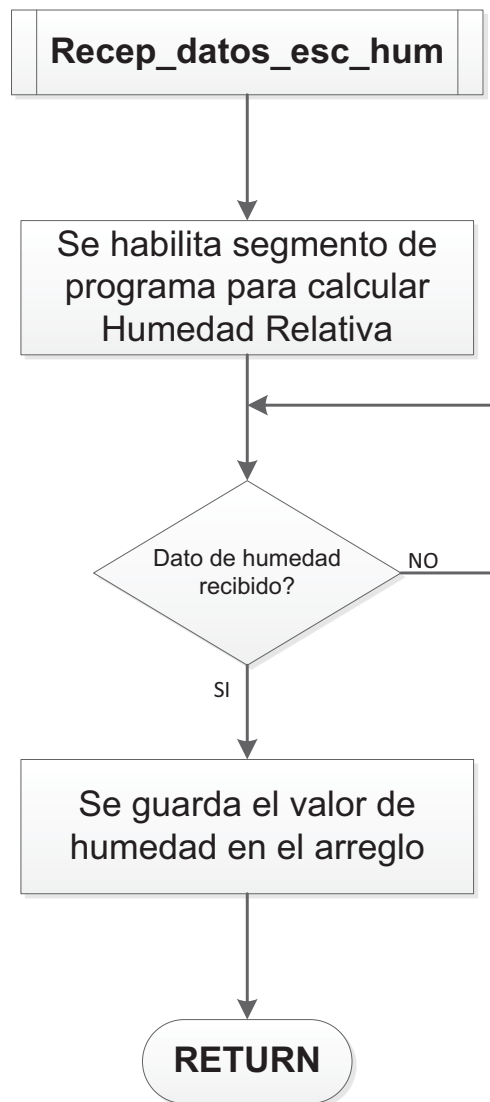 Recep_datos_esc_hum
Se habilita segmento de
programa para calcular
Humedad Relativa
Dato de humedad
recibido?
NO
SI
Se guarda el valor de
humedad en el arreglo
RETURN